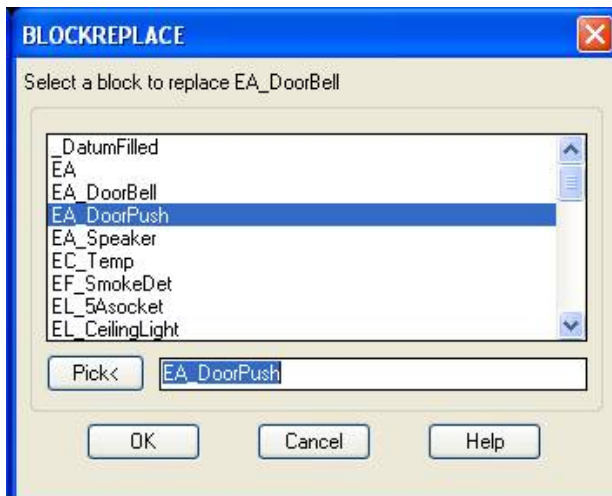 BLOCKREPLACE
Select a block to replace EA_DoorBell
_DatumFilled
EA
EA_DoorBell
EA_DoorPush
EA_Speaker
EC_Temp
EF_SmokeDet
EL_5Asocket
EL_CeilingLight
Pick< EA_DoorPush
OK Cancel Help